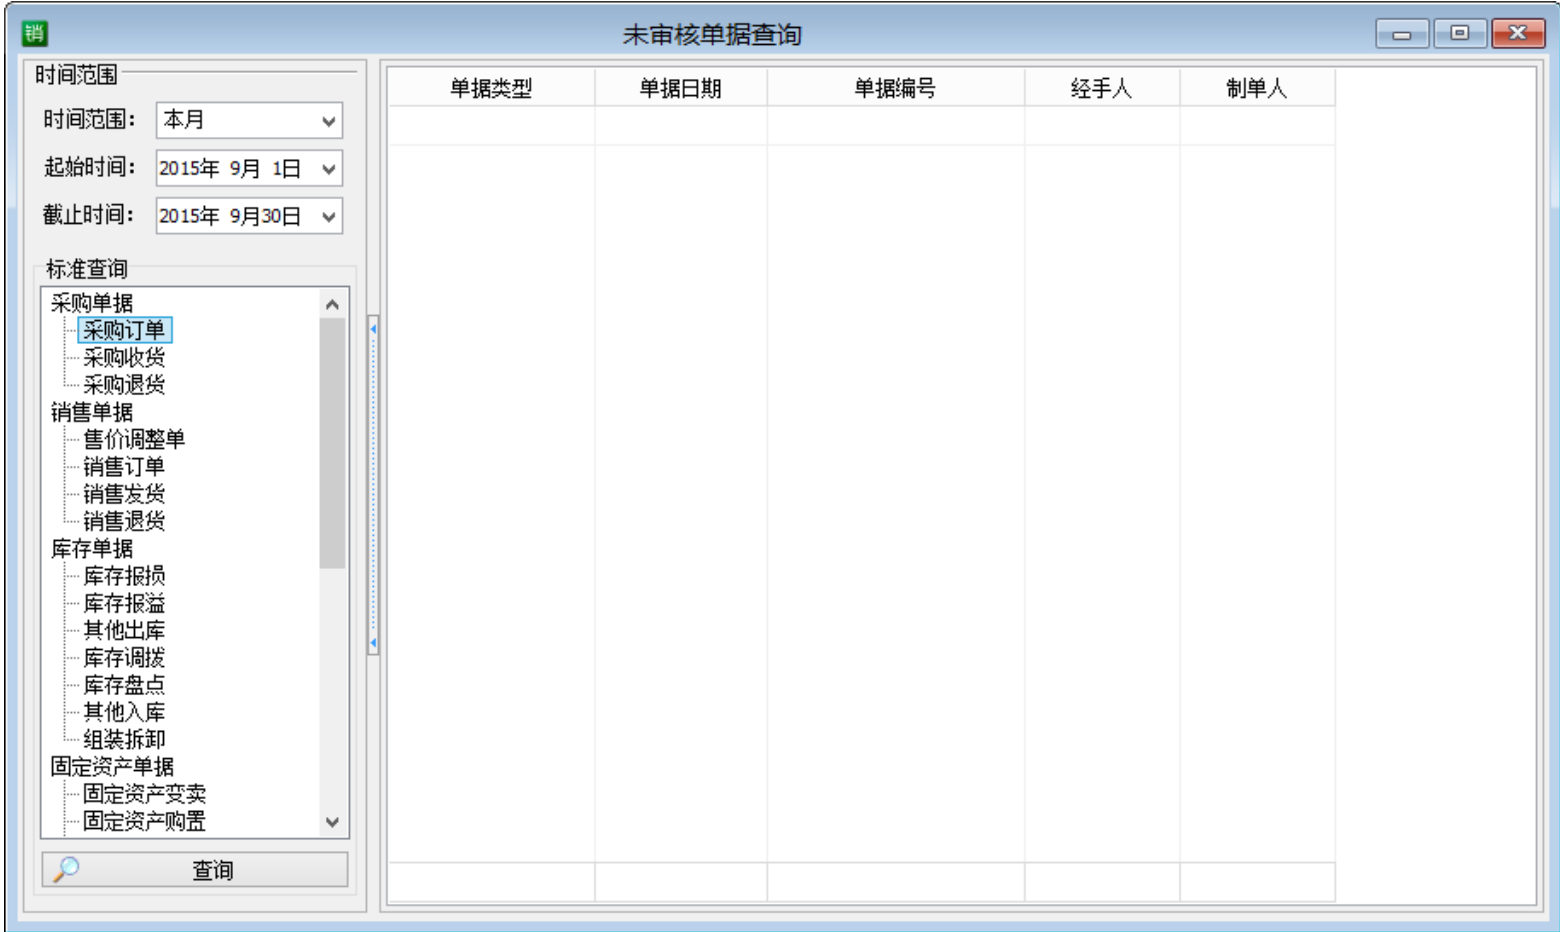 销
未审核单据查询
时间范围
时间范围： 本月
起始时间： 2015年 9月 1日
截止时间： 2015年 9月30日
标准查询
采购单据
采购订单
采购收货
采购退货
销售单据
售价调整单
销售订单
销售发货
销售退货
库存单据
库存报损
库存报溢
其他出库
库存调拨
库存盘点
其他入库
组装拆卸
固定资产单据
固定资产变卖
固定资产购置
查询
单据类型 单据日期 单据编号 经手人 制单人